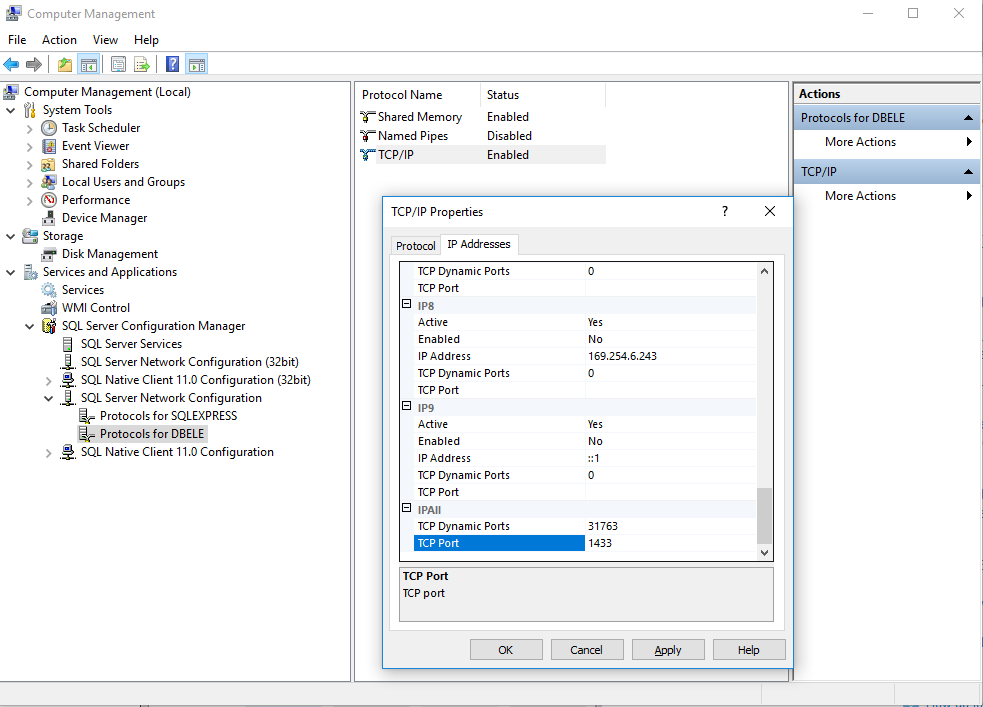 Computer Management
File Action View Help
Computer Management (Local)
System Tools
Task Scheduler
Event Viewer
Shared Folders
Local Users and Groups
Performance
Device Manager
Storage
Disk Management
Services and Applications
Services
WMI Control
SQL Server Configuration Manager
SQL Server Services
SQL Server Network Configuration (32bit)
SQL Native Client 11.0 Configuration (32bit)
SQL Server Network Configuration
Protocols for SQLEXPRESS
Protocols for DBELE
SQL Native Client 11.0 Configuration
Protocol Name Status
Shared Memory Enabled
Named Pipes Disabled
TCP/IP Enabled
TCP/IP Properties ?
Protocol IP Addresses
TCP Dynamic Ports 0
TCP Port
IP8
Active Yes
Enabled No
IP Address 169.254.6.243
TCP Dynamic Ports 0
TCP Port
IP9
Active Yes
Enabled No
IP Address ::1
TCP Dynamic Ports 0
TCP Port
IPAll
TCP Dynamic Ports 31763
TCP Port 1433
TCP Port
TCP port
OK Cancel Apply Help
Actions
Protocols for DBELE
More Actions
TCP/IP
More Actions